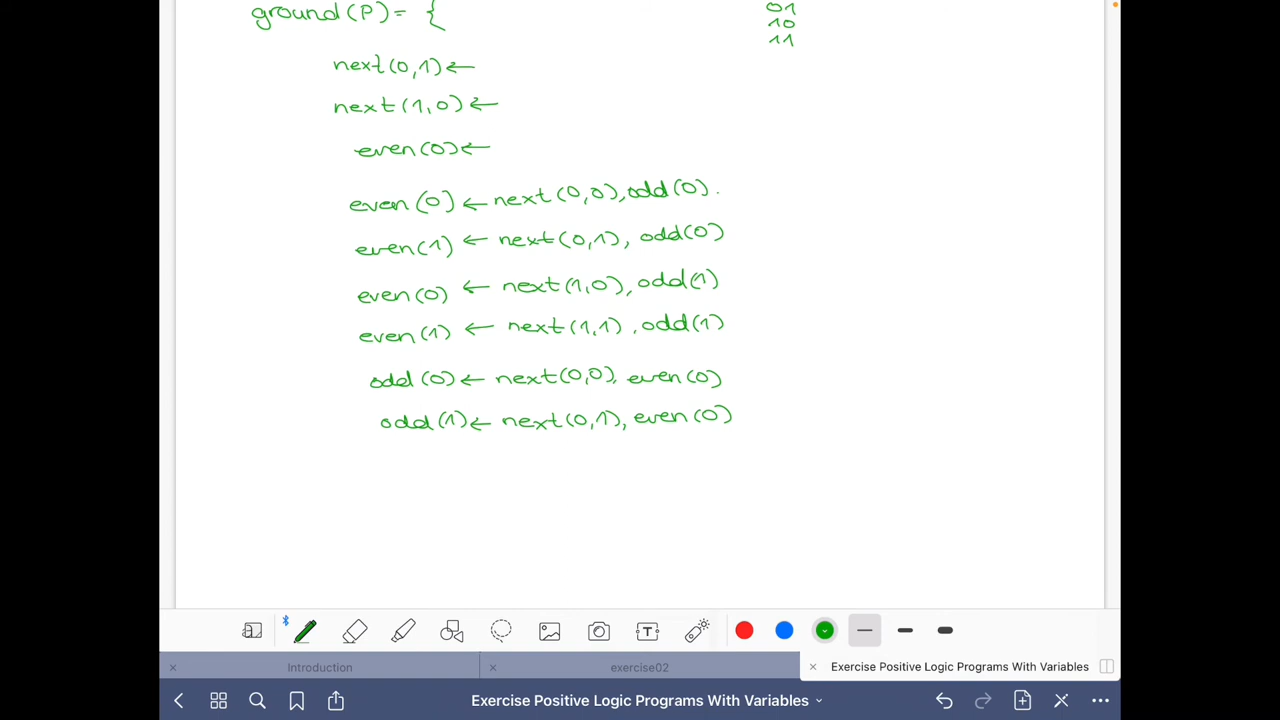 ground(P) = {
01
10
11
next(0,1) ←
next(1,0) ←
even(0) ←
even(0) ← next(0,0), odd(0).
even(1) ← next(0,1), odd(0)
even(0) ← next(1,0), odd(1)
even(1) ← next(1,1), odd(1)
odd(0) ← next(0,0), even(0)
odd(1) ← next(0,1), even(0)
Introduction
exercise02
Exercise Positive Logic Programs With Variables
Exercise Positive Logic Programs With Variables